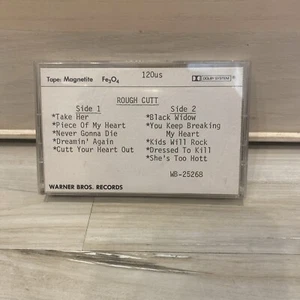 Tape: Magnetite Fe3O4 120us DOLBY SYSTEM
ROUGH CUTT
Side 1
*Take Her
*Piece Of My Heart
*Never Gonna Die
*Dreamin' Again
*Cutt Your Heart Out
Side 2
*Black Widow
*You Keep Breaking
My Heart
*Kids Will Rock
*Dressed To Kill
*She's Too Hott
WB-25268
WARNER BROS. RECORDS